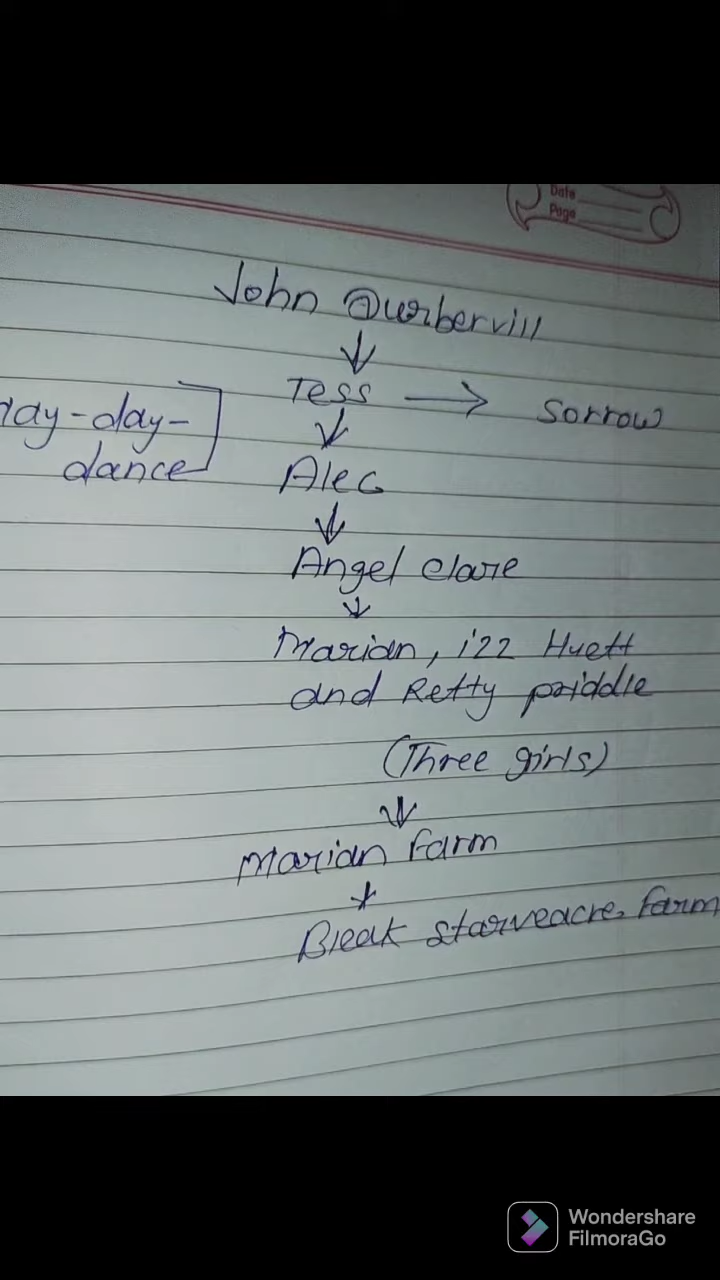 Date
Page
John Durbervill
Tess → Sorrow
May-day-
dance
Alec
Angel Clare
Marian, izz Huett
and Retty priddle
(Three girls)
Marian farm
Bleak starveacre farm
Wondershare
FilmoraGo